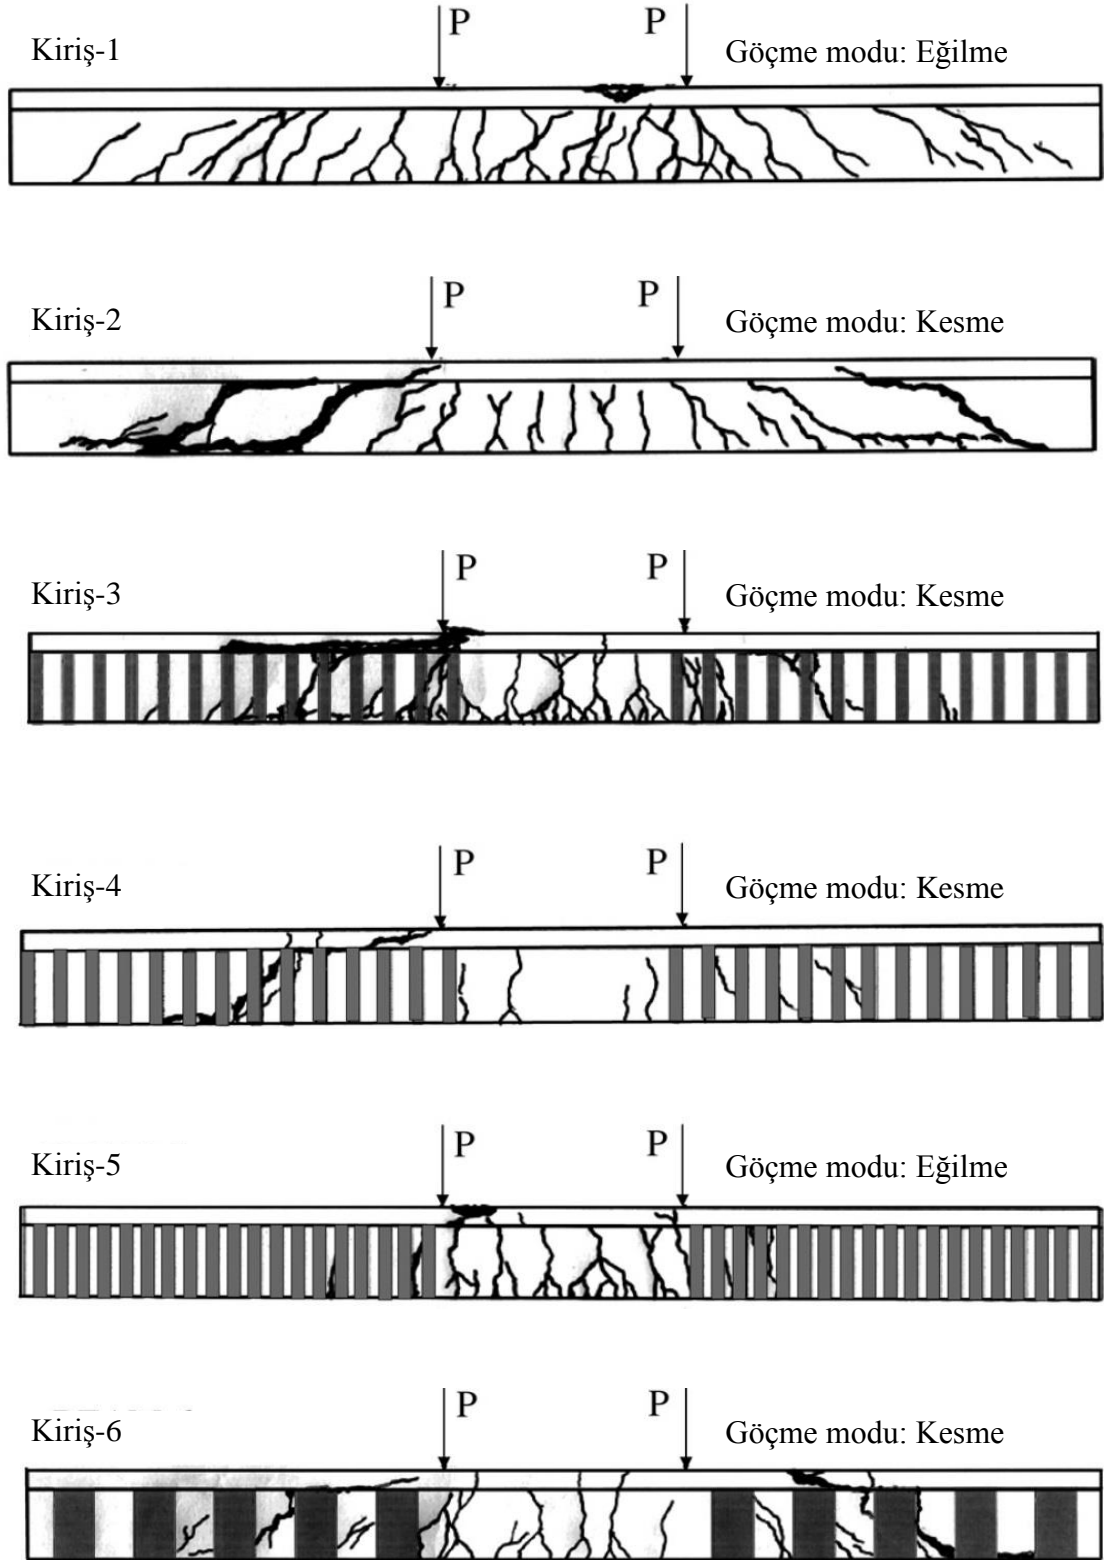 Kiriş-1 P P Göçme modu: Eğilme
Kiriş-2 P P Göçme modu: Kesme
Kiriş-3 P P Göçme modu: Kesme
Kiriş-4 P P Göçme modu: Kesme
Kiriş-5 P P Göçme modu: Eğilme
Kiriş-6 P P Göçme modu: Kesme